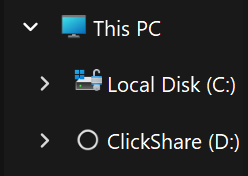 This PC
Local Disk (C:)
ClickShare (D:)